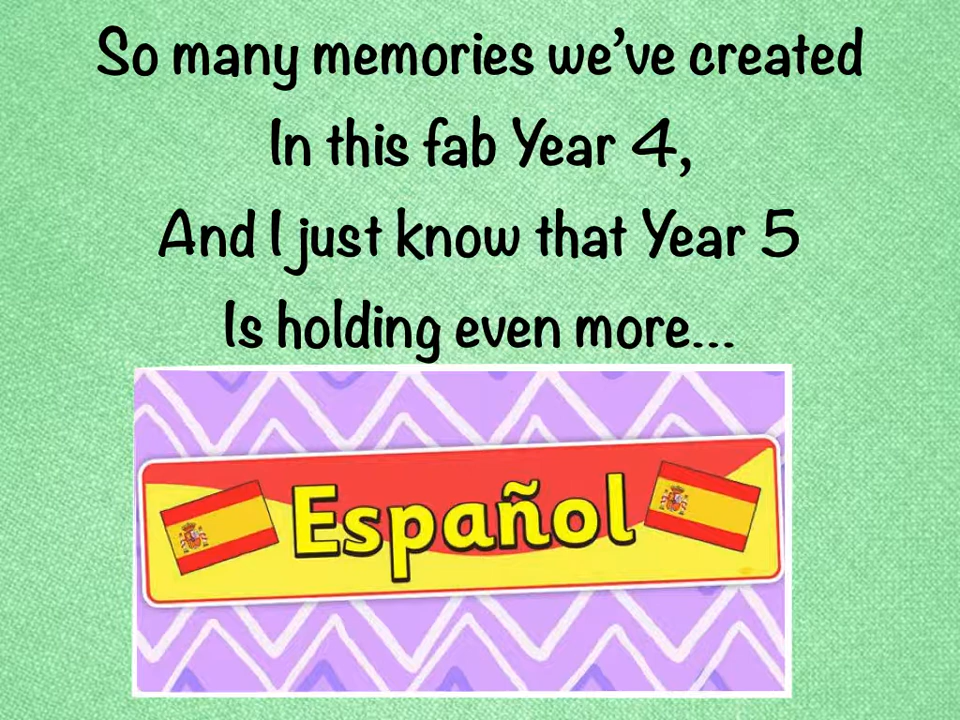 So many memories we've created
In this fab Year 4,
And I just know that Year 5
Is holding even more...
Español